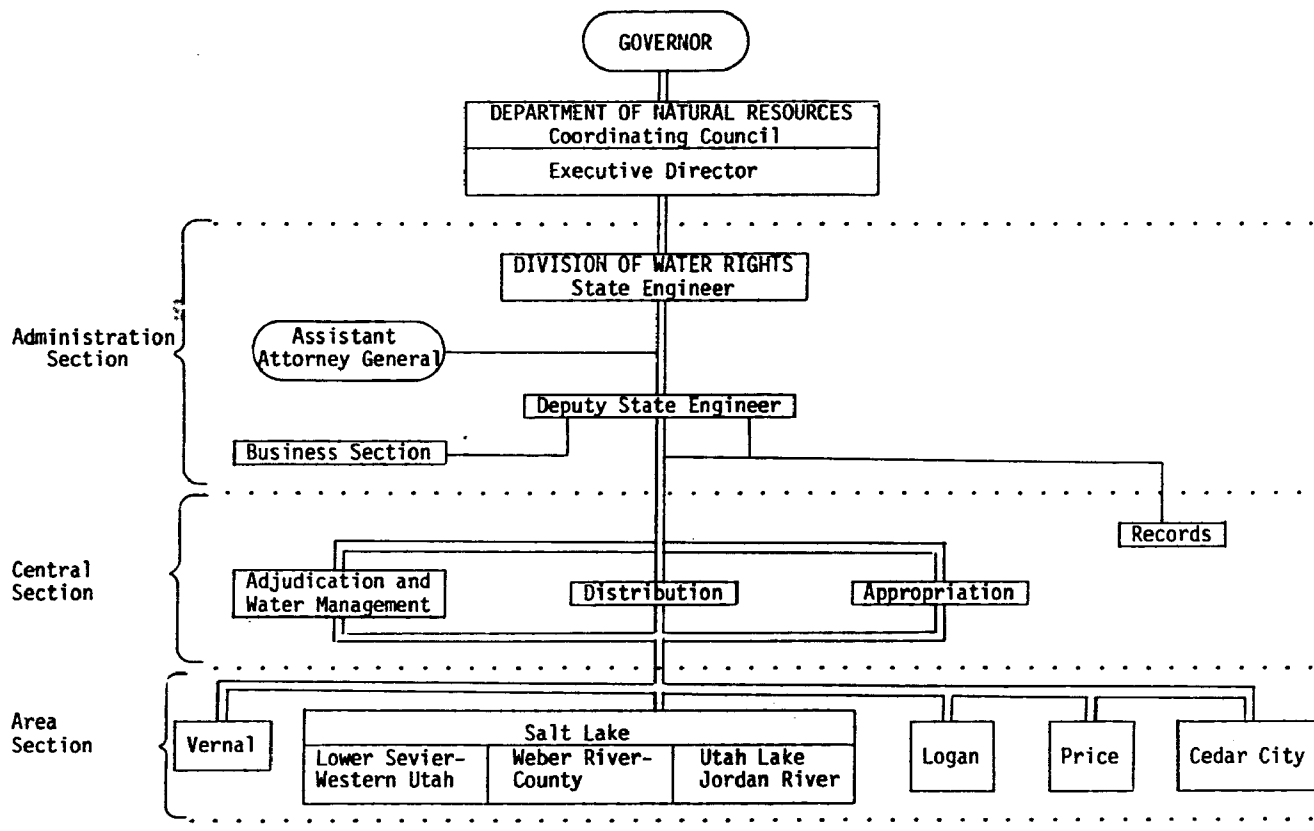 GOVERNOR
DEPARTMENT OF NATURAL RESOURCES
Coordinating Council
Executive Director
DIVISION OF WATER RIGHTS
State Engineer
Administration
Section
Assistant
Attorney General
Deputy State Engineer
Business Section
Records
Central
Section
Adjudication and
Water Management
Distribution
Appropriation
Area
Section
Vernal
Salt Lake
Lower Sevier-
Western Utah
Weber River-
County
Utah Lake
Jordan River
Logan
Price
Cedar City